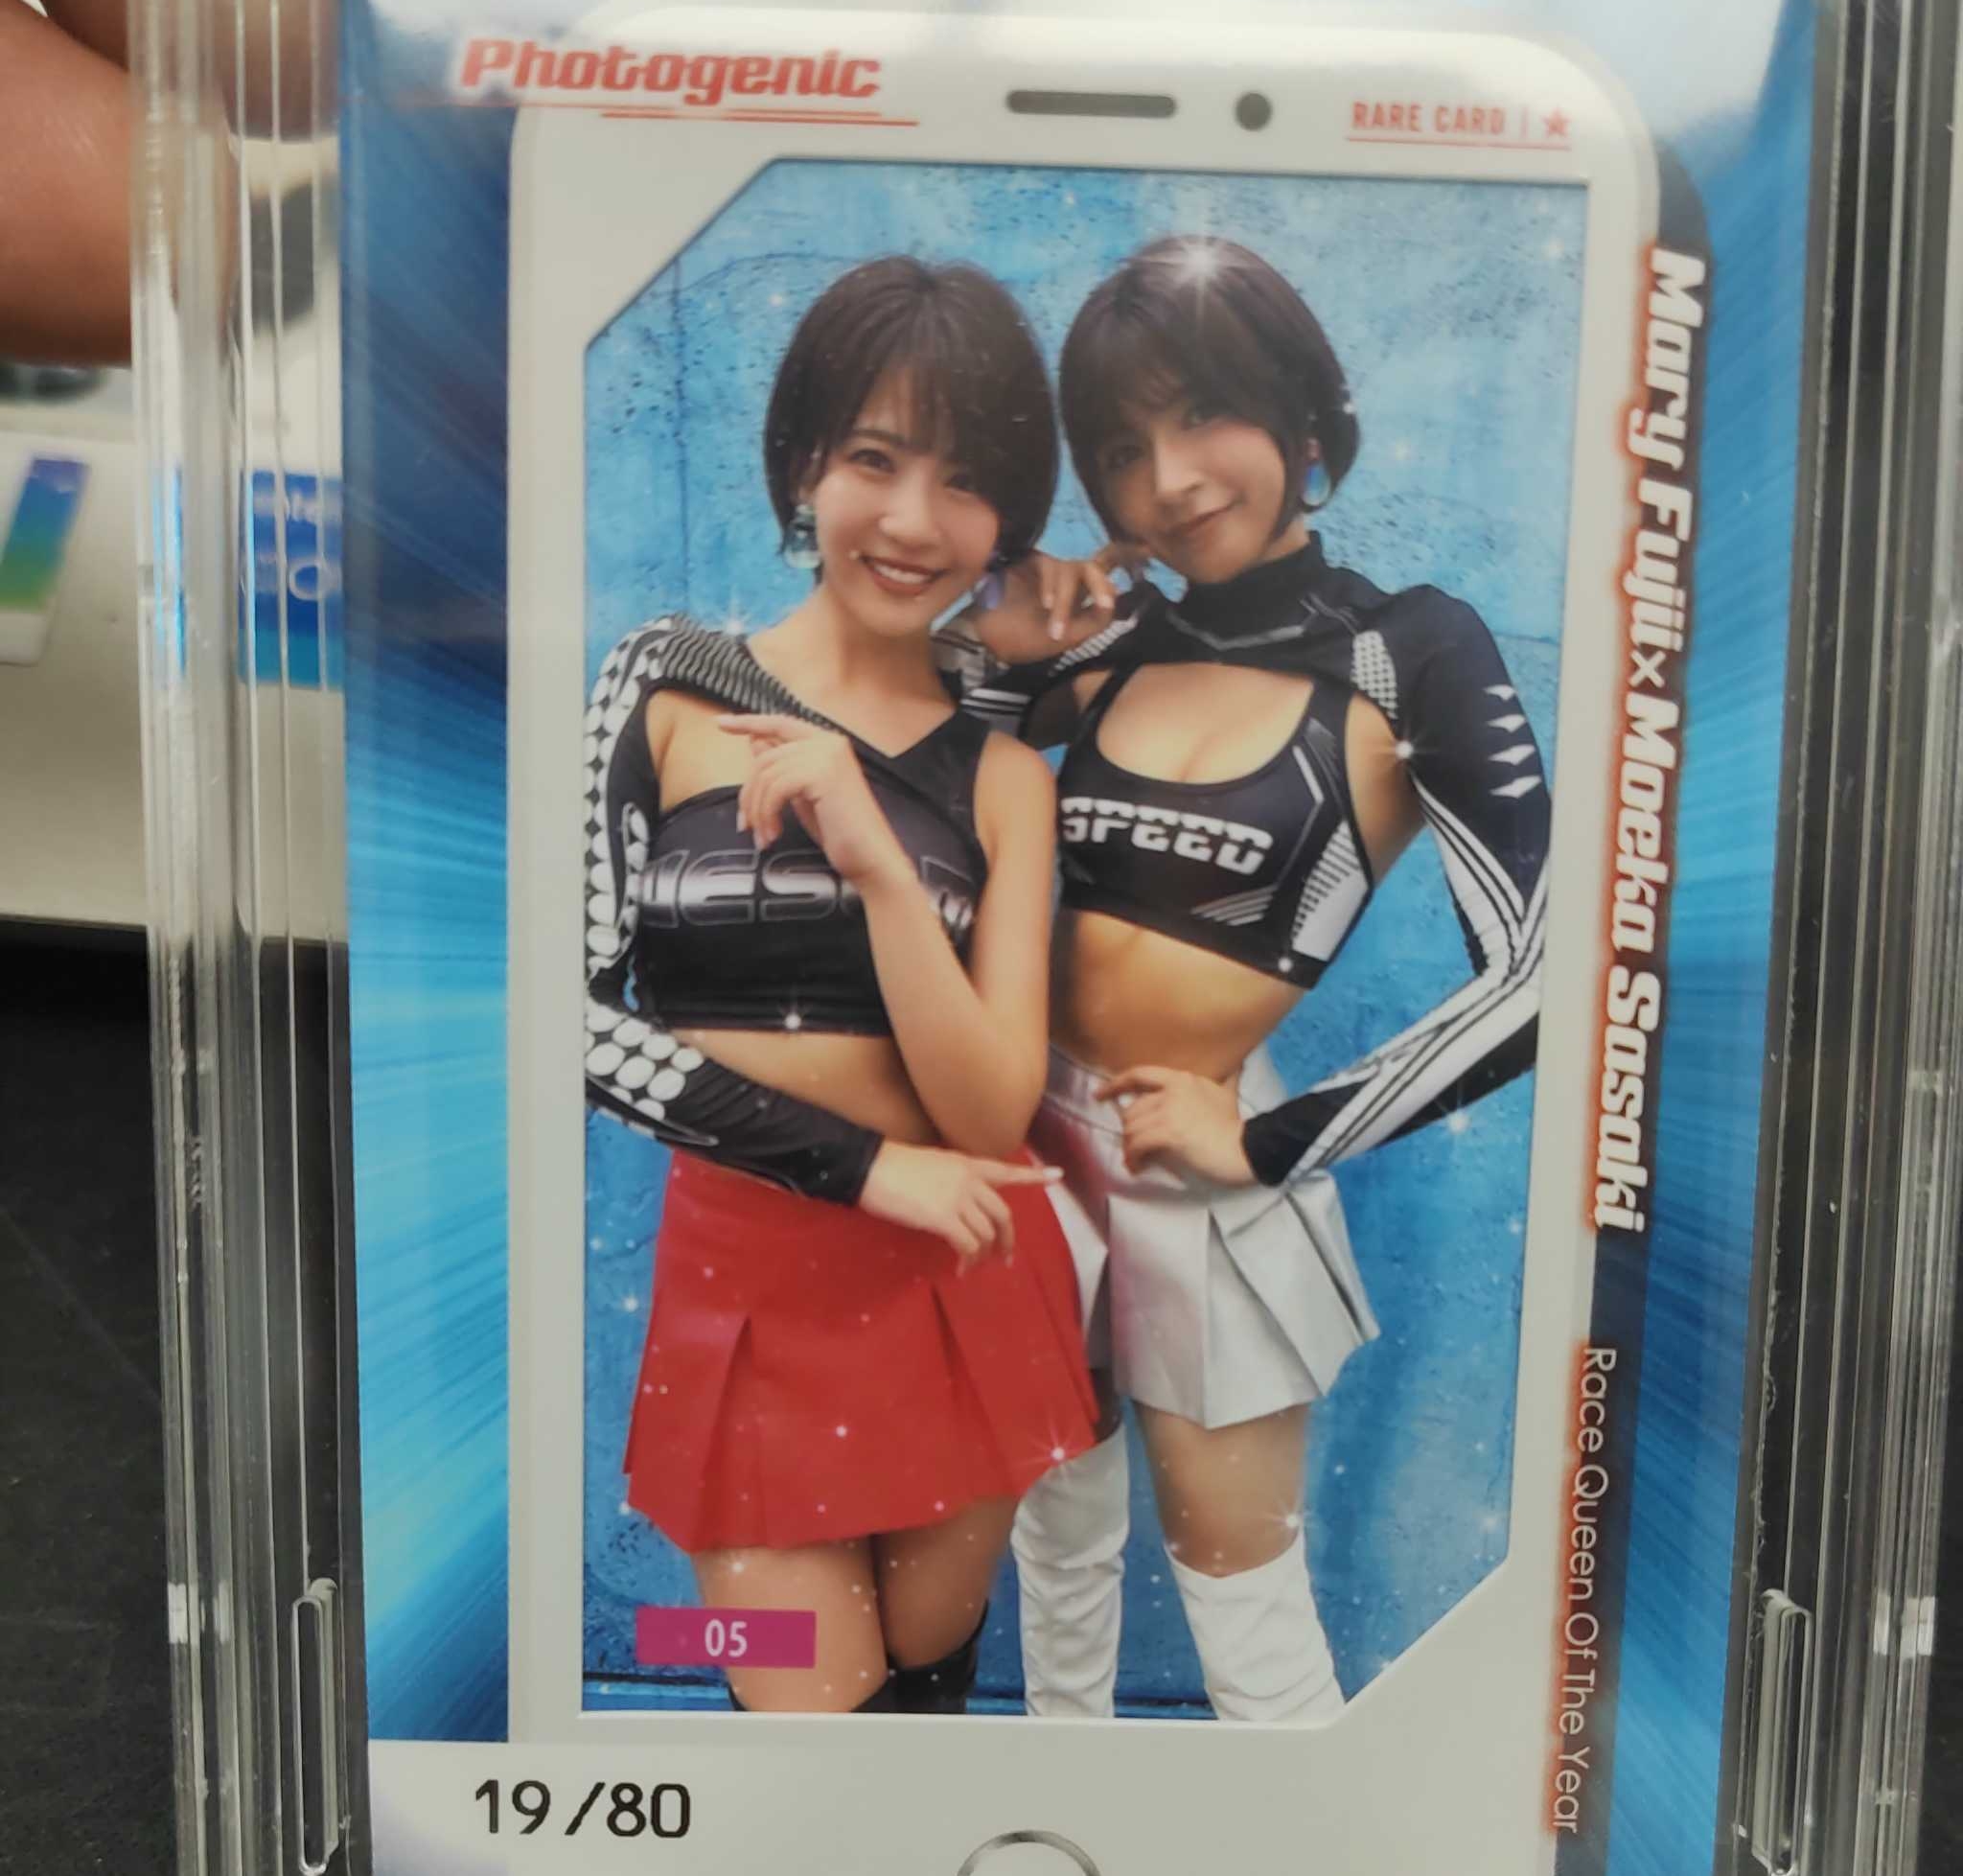 Photogenic
RARE CARD | ★
Mary Fujii×Moeka Sasaki
SPEED
Race Queen Of The Year
05
19/80